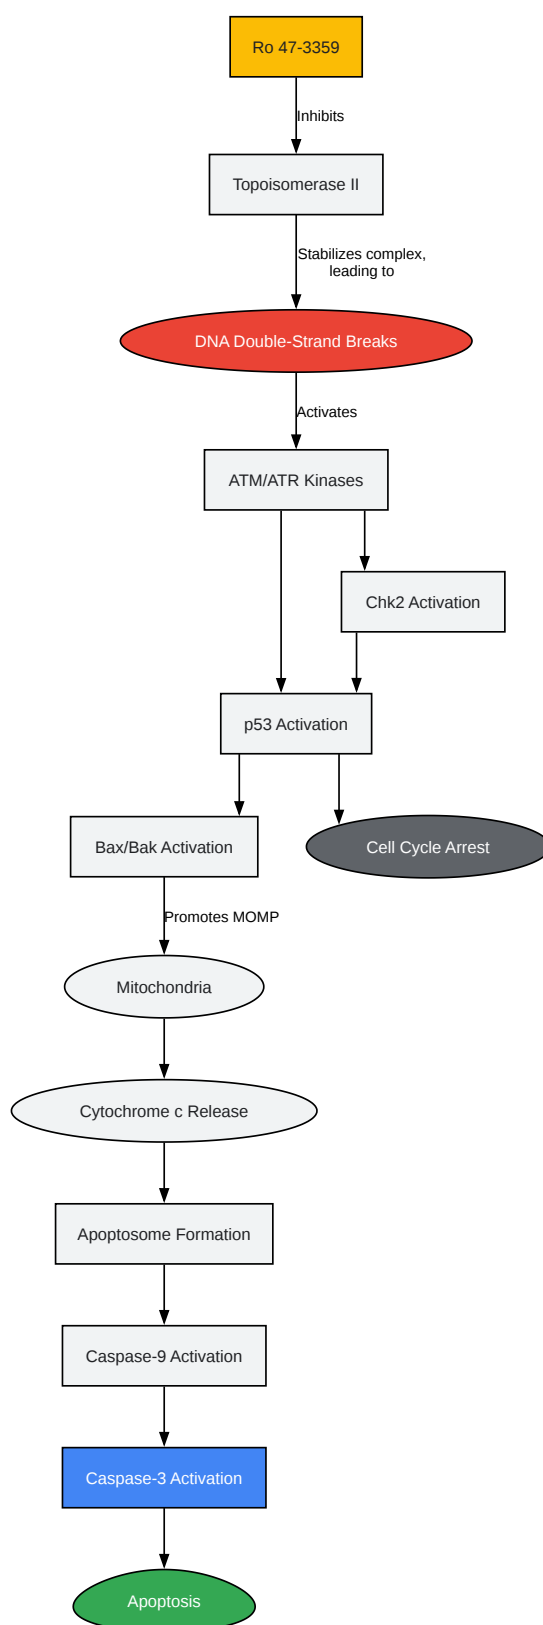 Ro 47-3359
Inhibits
Topoisomerase II
Stabilizes complex,
leading to
DNA Double-Strand Breaks
Activates
ATM/ATR Kinases
Chk2 Activation
p53 Activation
Bax/Bak Activation
Cell Cycle Arrest
Promotes MOMP
Mitochondria
Cytochrome c Release
Apoptosome Formation
Caspase-9 Activation
Caspase-3 Activation
Apoptosis